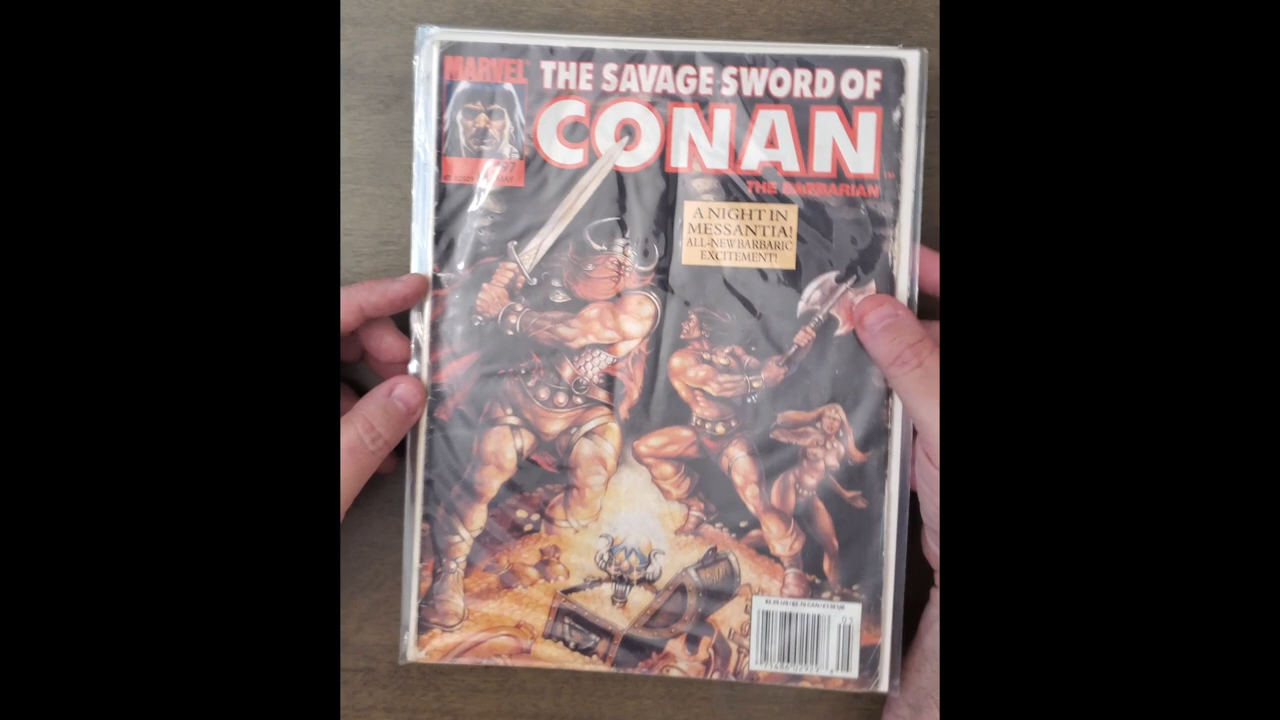 MARVEL
THE SAVAGE SWORD OF
CONAN
THE BARBARIAN
A NIGHT IN
MESSANTIA!
ALL-NEW BARBARIC
EXCITEMENT!